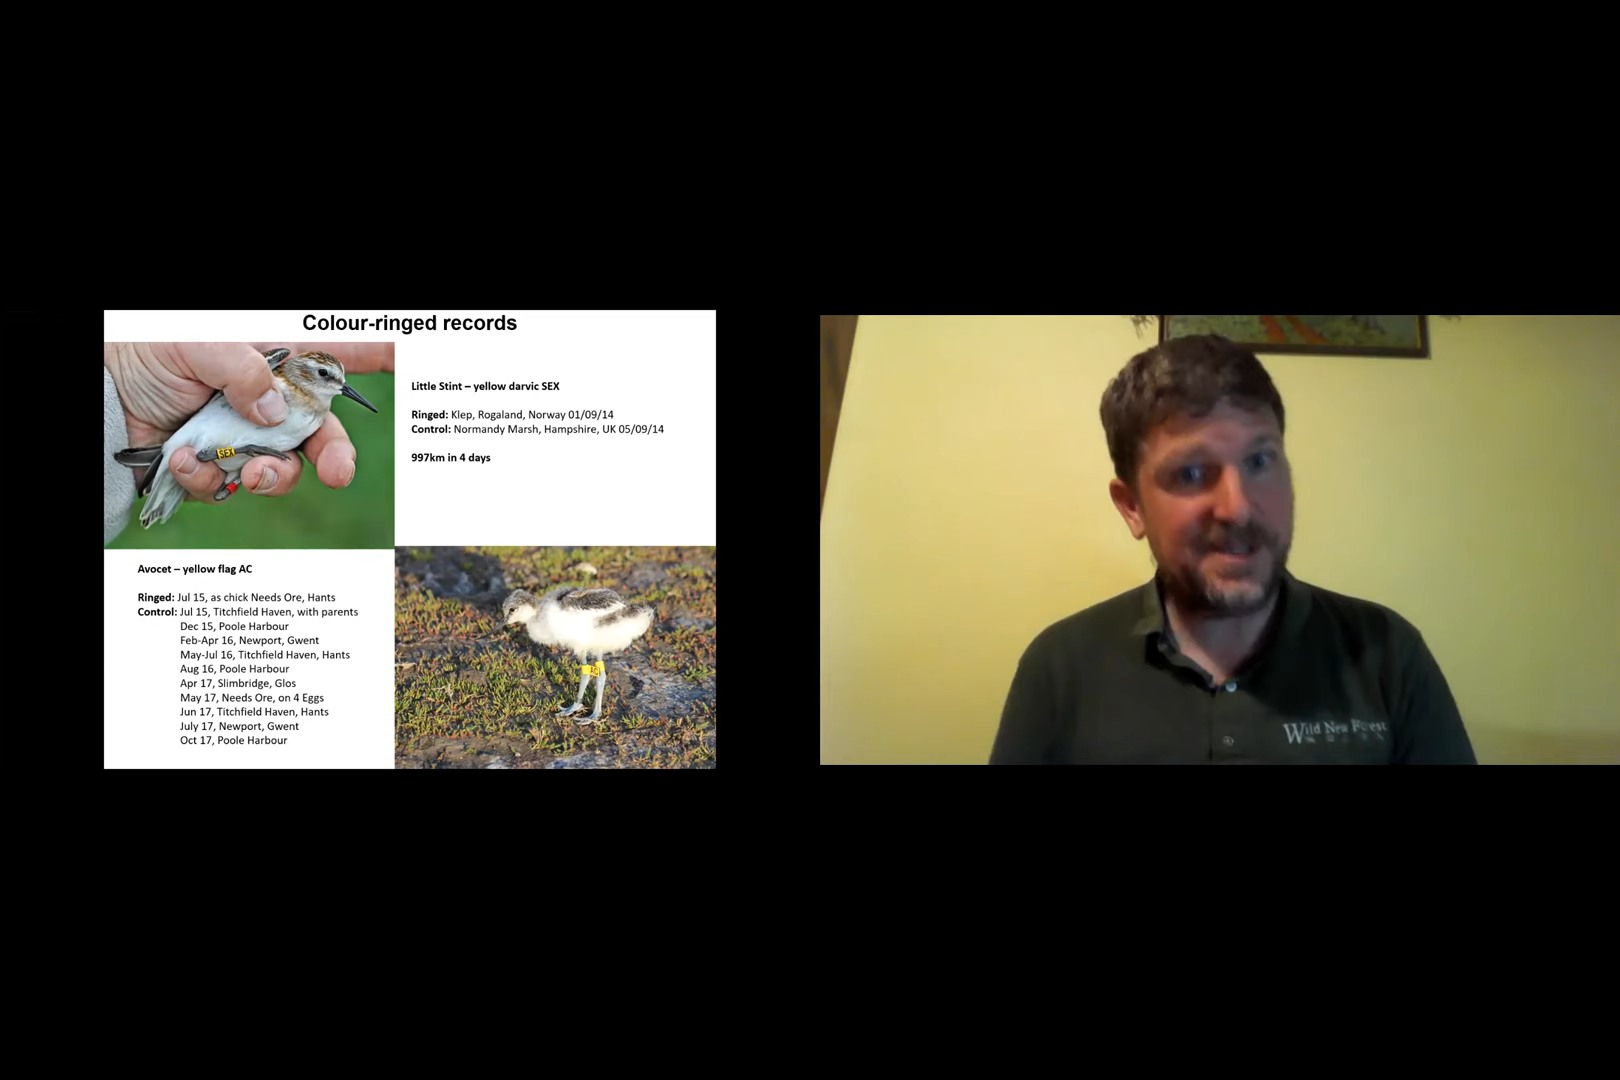 Colour-ringed records
SEX
Little Stint – yellow darvic SEX
Ringed: Klep, Rogaland, Norway 01/09/14
Control: Normandy Marsh, Hampshire, UK 05/09/14
997km in 4 days
Avocet – yellow flag AC
Ringed: Jul 15, as chick Needs Ore, Hants
Control: Jul 15, Titchfield Haven, with parents
Dec 15, Poole Harbour
Feb-Apr 16, Newport, Gwent
May-Jul 16, Titchfield Haven, Hants
Aug 16, Poole Harbour
Apr 17, Slimbridge, Glos
May 17, Needs Ore, on 4 Eggs
Jun 17, Titchfield Haven, Hants
July 17, Newport, Gwent
Oct 17, Poole Harbour
AC
Wild New Forest